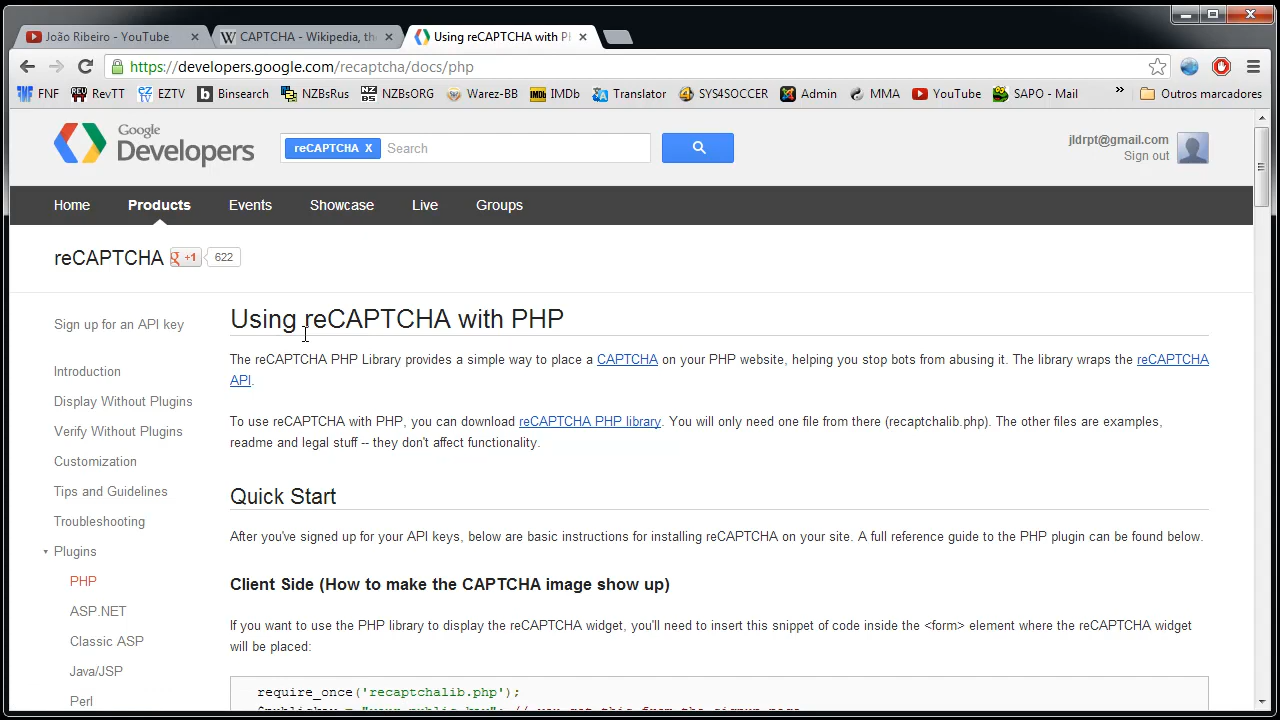 João Ribeiro - YouTube
CAPTCHA - Wikipedia, the
Using reCAPTCHA with P
https://developers.google.com/recaptcha/docs/php
FNF RevTT EZTV Binsearch NZBsRus NZBsORG Warez-BB IMDb Translator SYS4SOCCER Admin MMA YouTube SAPO - Mail » Outros marcadores
Google
Developers
reCAPTCHA X Search
jldrpt@gmail.com
Sign out
Home Products Events Showcase Live Groups
reCAPTCHA +1 622
Sign up for an API key
Introduction
Display Without Plugins
Verify Without Plugins
Customization
Tips and Guidelines
Troubleshooting
Plugins
PHP
ASP.NET
Classic ASP
Java/JSP
Perl
Using reCAPTCHA with PHP
The reCAPTCHA PHP Library provides a simple way to place a CAPTCHA on your PHP website, helping you stop bots from abusing it. The library wraps the reCAPTCHA
API.
To use reCAPTCHA with PHP, you can download reCAPTCHA PHP library. You will only need one file from there (recaptchalib.php). The other files are examples,
readme and legal stuff -- they don't affect functionality.
Quick Start
After you've signed up for your API keys, below are basic instructions for installing reCAPTCHA on your site. A full reference guide to the PHP plugin can be found below.
Client Side (How to make the CAPTCHA image show up)
If you want to use the PHP library to display the reCAPTCHA widget, you'll need to insert this snippet of code inside the <form> element where the reCAPTCHA widget
will be placed:
require_once('recaptchalib.php');
$publickey = "your_public_key"; // you got this from the signup page